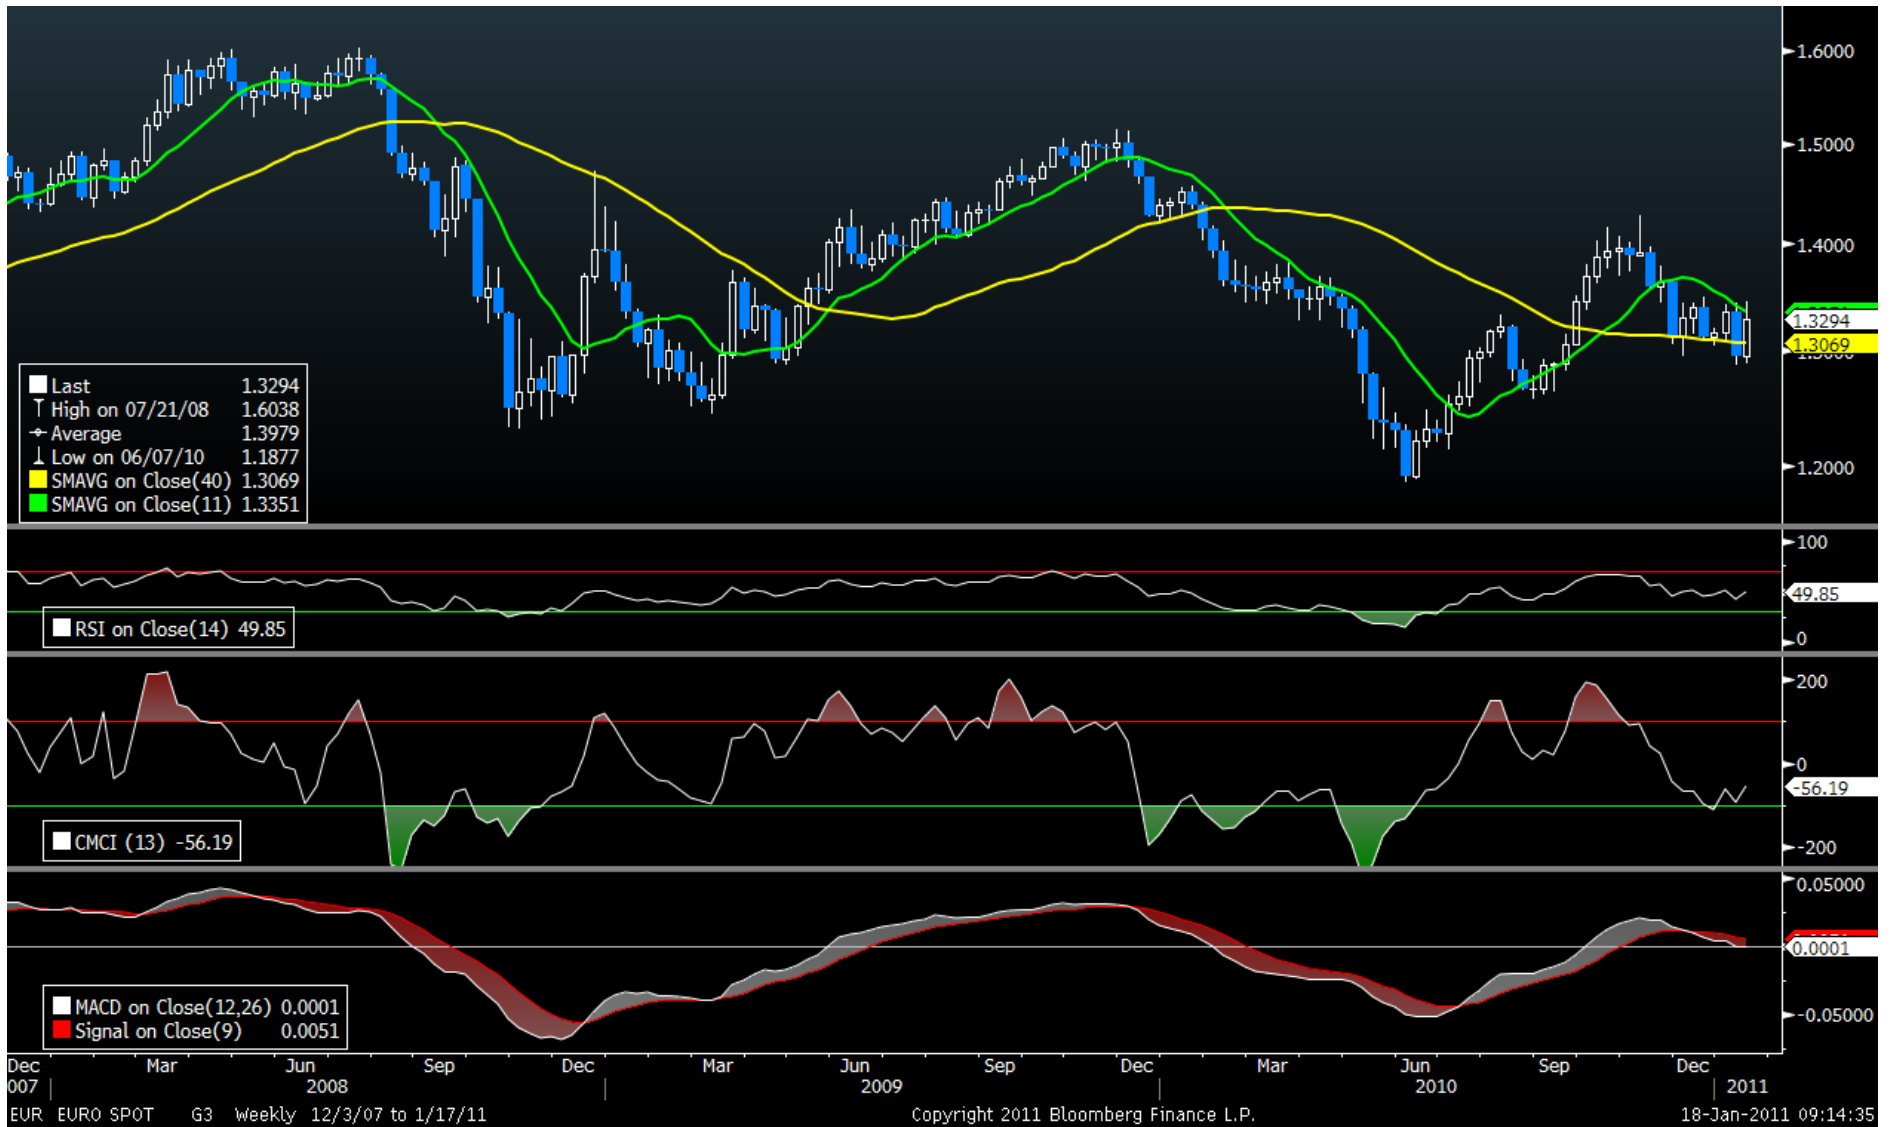 1.6000
1.5000
1.4000
1.3294
1.3069
1.2000
Last 1.3294
High on 07/21/08 1.6038
Average 1.3979
Low on 06/07/10 1.1877
SMAVG on Close(40) 1.3069
SMAVG on Close(11) 1.3351
100
49.85
0
RSI on Close(14) 49.85
200
0
-56.19
-200
CMCI (13) -56.19
0.05000
0.0001
-0.05000
MACD on Close(12,26) 0.0001
Signal on Close(9) 0.0051
Dec Mar Jun Sep Dec Mar Jun Sep Dec Mar Jun Sep Dec
007 2008 2009 2010 2011
EUR EURO SPOT G3 Weekly 12/3/07 to 1/17/11 Copyright 2011 Bloomberg Finance L.P. 18-Jan-2011 09:14:35